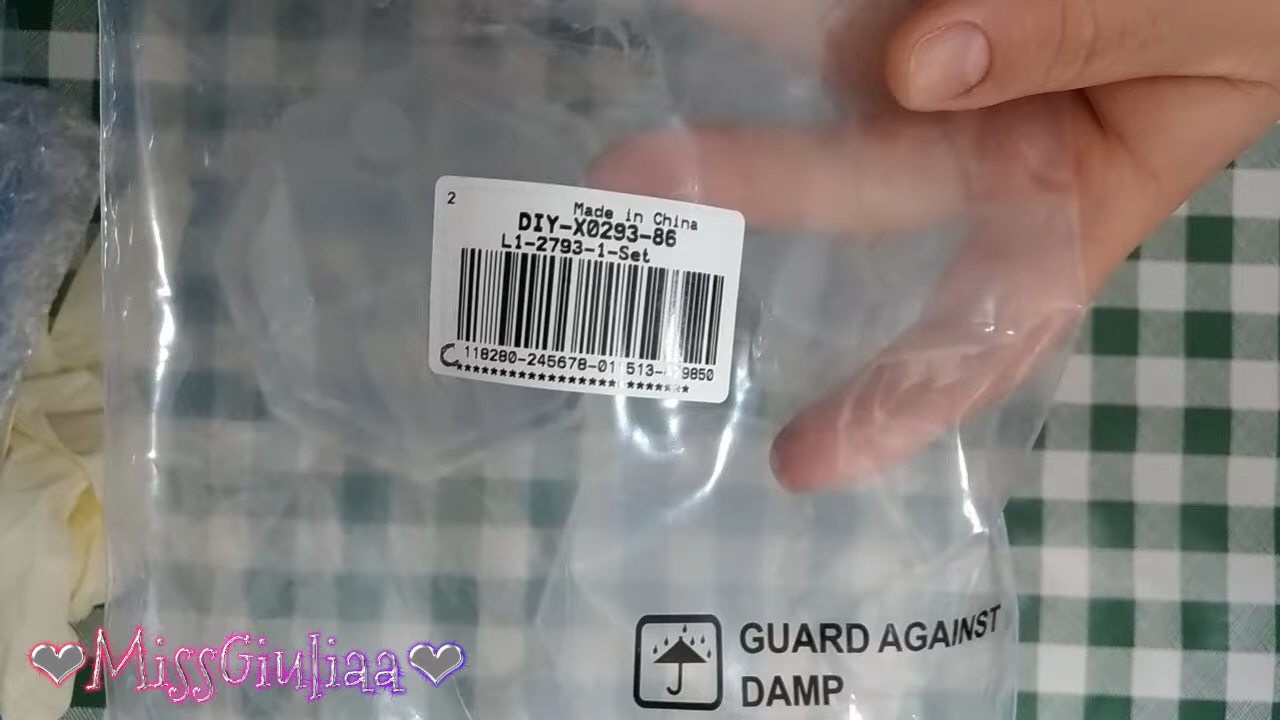 2
Made in China
DIY-X0293-86
L1-2793-1-Set
C
***********************
GUARD AGAINST
DAMP
❤MissGiuliaa❤